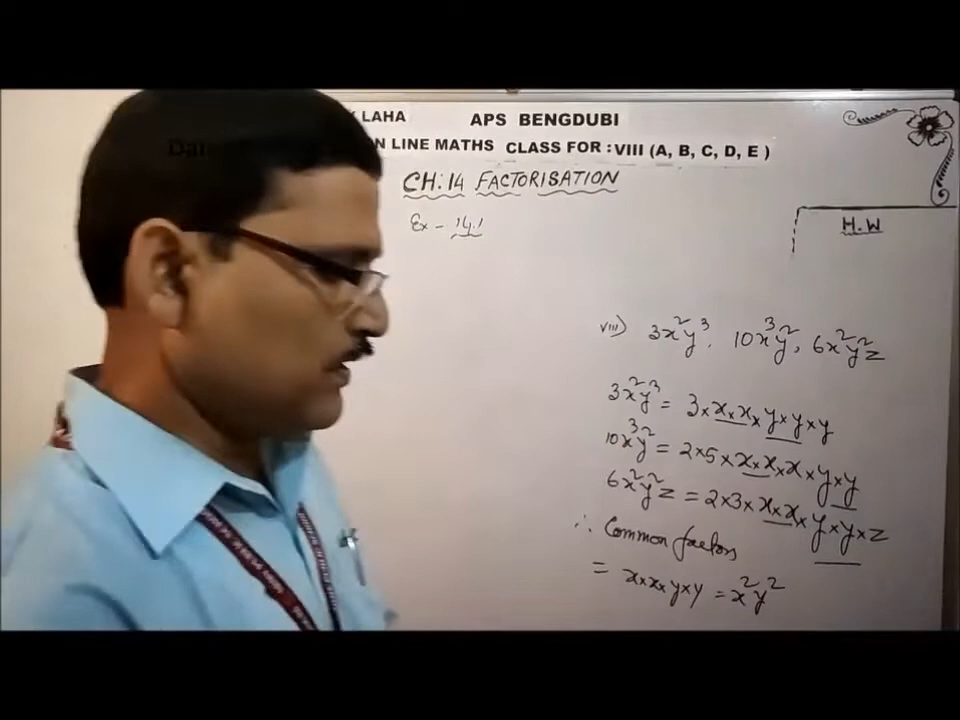 LAHA APS BENGDUBI
LINE MATHS CLASS FOR : VIII (A, B, C, D, E )
CH: 14 FACTORISATION
Ex - 14.1
H.W
viii) 3x²y³, 10x³y², 6x²y²z
3x²y³ = 3 × x × x × y × y × y
10x³y² = 2 × 5 × x × x × x × y × y
6x²y²z = 2 × 3 × x × x × y × y × z
∴ Common factors
= x × x × y × y = x²y²